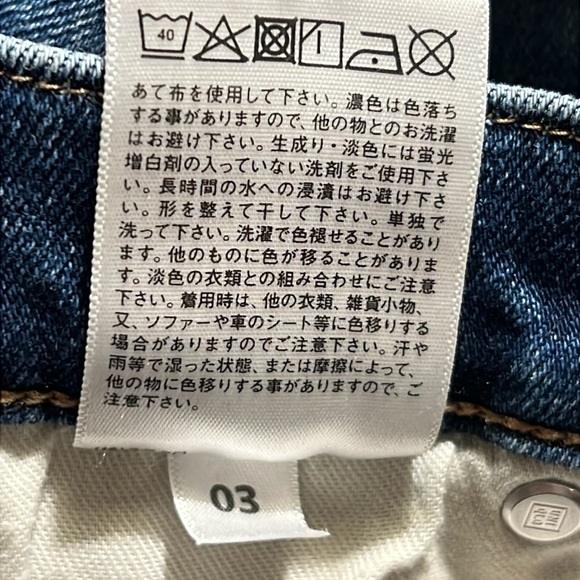 40
あて布を使用して下さい。濃色は色落ち
する事がありますので、他の物とのお洗濯
はお避け下さい。生成り・淡色には蛍光
増白剤の入っていない洗剤をご使用下さ
い。長時間の水への浸漬はお避け下さ
い。形を整えて干して下さい。単独で
洗って下さい。洗濯で色褪せることがあり
ます。他のものに色が移ることがありま
す。淡色の衣類との組み合わせにご注意
下さい。着用時は、他の衣類、雑貨小物、
又、ソファーや車のシート等に色移りする
場合がありますのでご注意下さい。汗や
雨等で湿った状態、または摩擦によって、
他の物に色移りする事がありますので、ご
注意下さい。
03